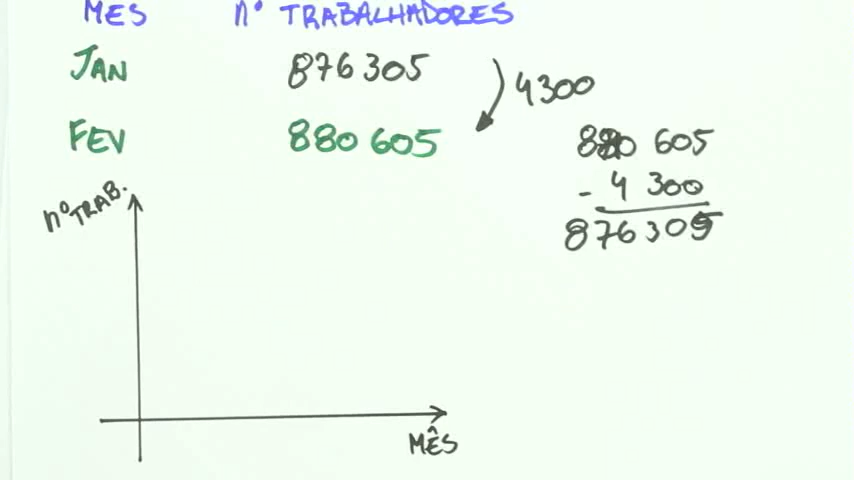 MES nº TRABALHADORES
JAN 876 305
4300
FEV 880 605
880 605
- 4 300
876 305
nº TRAB.
MÊS